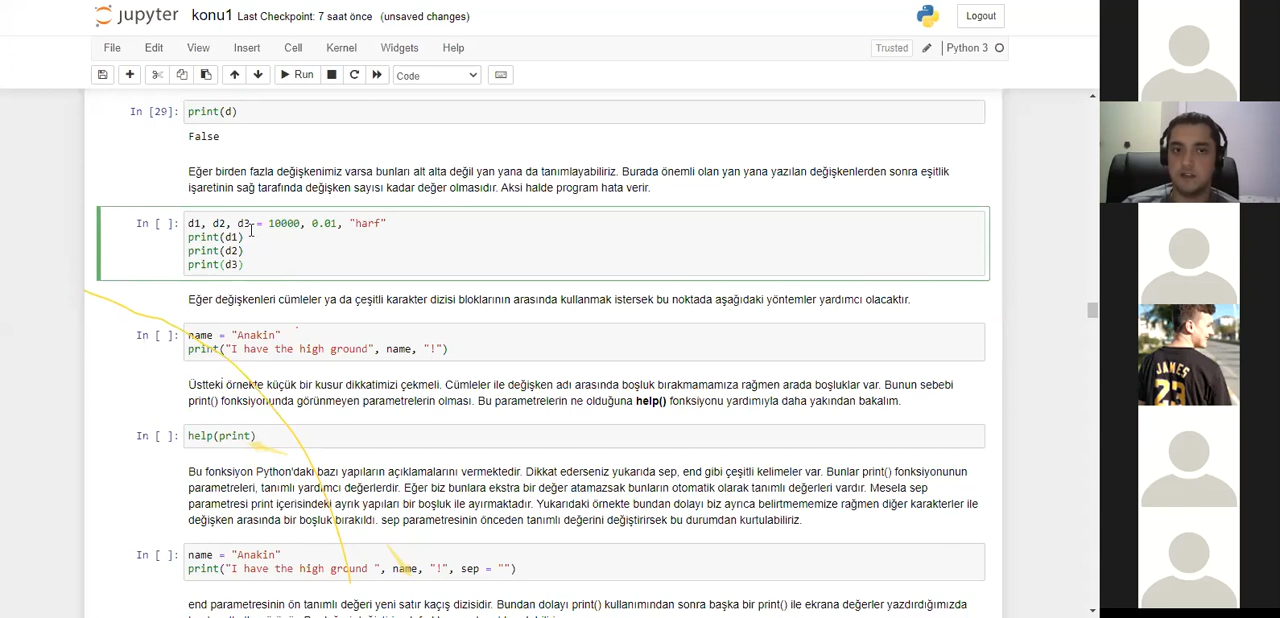 jupyter konu1 Last Checkpoint: 7 saat önce (unsaved changes) Logout
File Edit View Insert Cell Kernel Widgets Help Trusted Python 3
Run Code
In [29]: print(d)
False
Eğer birden fazla değişkenimiz varsa bunları alt alta değil yan yana da tanımlayabiliriz. Burada önemli olan yan yana yazılan değişkenlerden sonra eşitlik
işaretinin sağ tarafında değişken sayısı kadar değer olmasıdır. Aksi halde program hata verir.
In [ ]: d1, d2, d3 = 10000, 0.01, "harf"
print(d1)
print(d2)
print(d3)
Eğer değişkenleri cümleler ya da çeşitli karakter dizisi bloklarının arasında kullanmak istersek bu noktada aşağıdaki yöntemler yardımcı olacaktır.
In [ ]: name = "Anakin"
print("I have the high ground", name, "!")
Üstteki örnekte küçük bir kusur dikkatimizi çekmeli. Cümleler ile değişken adı arasında boşluk bırakmamamıza rağmen arada boşluklar var. Bunun sebebi
print() fonksiyonunda görünmeyen parametrelerin olması. Bu parametrelerin ne olduğuna help() fonksiyonu yardımıyla daha yakından bakalım.
In [ ]: help(print)
Bu fonksiyon Python'daki bazı yapıların açıklamalarını vermektedir. Dikkat ederseniz yukarıda sep, end gibi çeşitli kelimeler var. Bunlar print() fonksiyonunun
parametreleri, tanımlı yardımcı değerlerdir. Eğer biz bunlara ekstra bir değer atamazsak bunların otomatik olarak tanımlı değerleri vardır. Mesela sep
parametresi print içerisindeki ayrık yapıları bir boşluk ile ayırmaktadır. Yukarıdaki örnekte bundan dolayı biz ayrıca belirtmememize rağmen diğer karakterler ile
değişken arasında bir boşluk bırakıldı. sep parametresinin önceden tanımlı değerini değiştirirsek bu durumdan kurtulabiliriz.
In [ ]: name = "Anakin"
print("I have the high ground ", name, "!", sep = "")
end parametresinin ön tanımlı değeri yeni satır kaçış dizisidir. Bundan dolayı print() kullanımından sonra başka bir print() ile ekrana değerler yazdırdığımızda
JAMES
23